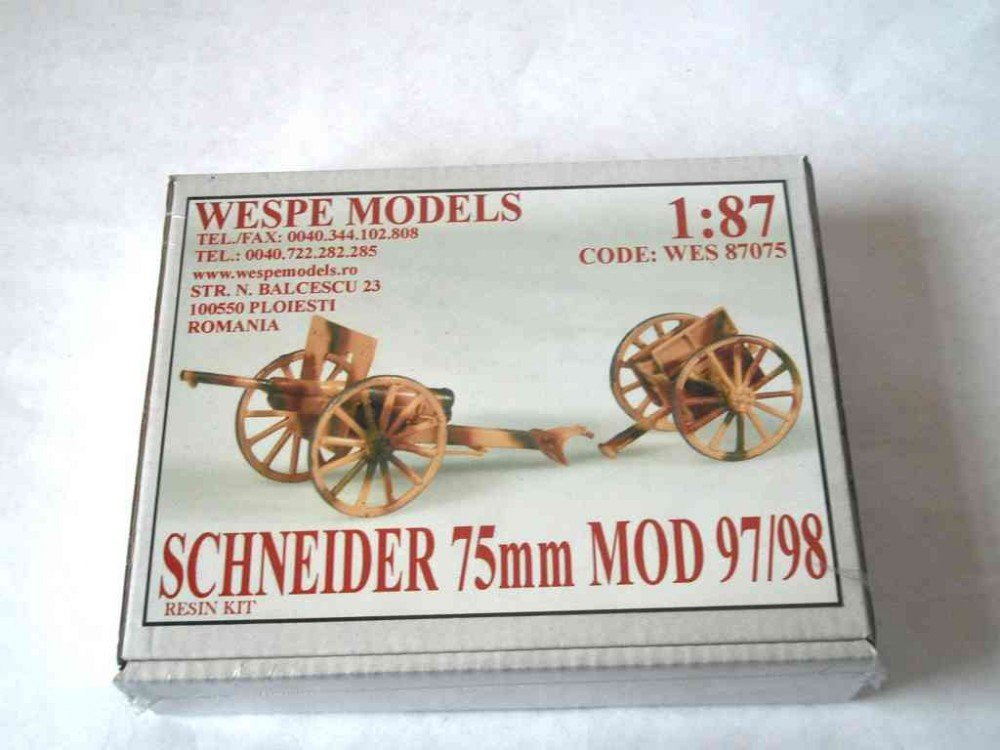 WESPE MODELS
TEL./FAX: 0040.344.102.808
TEL.: 0040.722.282.285
www.wespemodels.ro
STR. N. BALCESCU 23
100550 PLOIESTI
ROMANIA
1:87
CODE: WES 87075
SCHNEIDER 75mm MOD 97/98
RESIN KIT